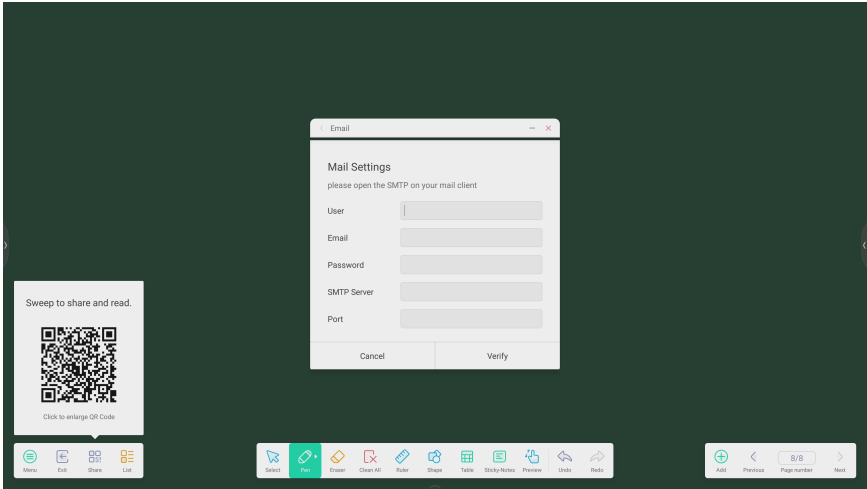 Email
Mail Settings
please open the SMTP on your mail client
User
Email
Password
SMTP Server
Port
Cancel
Verify
Sweep to share and read.
Click to enlarge QR Code
Menu
Exit
Share
List
Select
Pen
Eraser
Clean All
Ruler
Shape
Table
Sticky-Notes
Preview
Undo
Redo
Add
Previous
8/8
Page number
Next